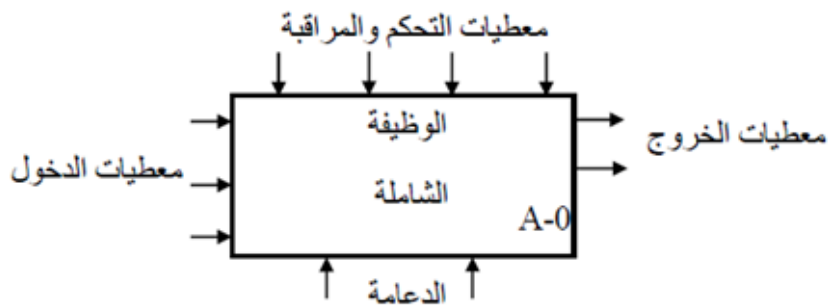 معطيات التحكم والمراقبة
الوظيفة
معطيات الخروج
معطيات الدخول
الشاملة
A-0
الدعامة